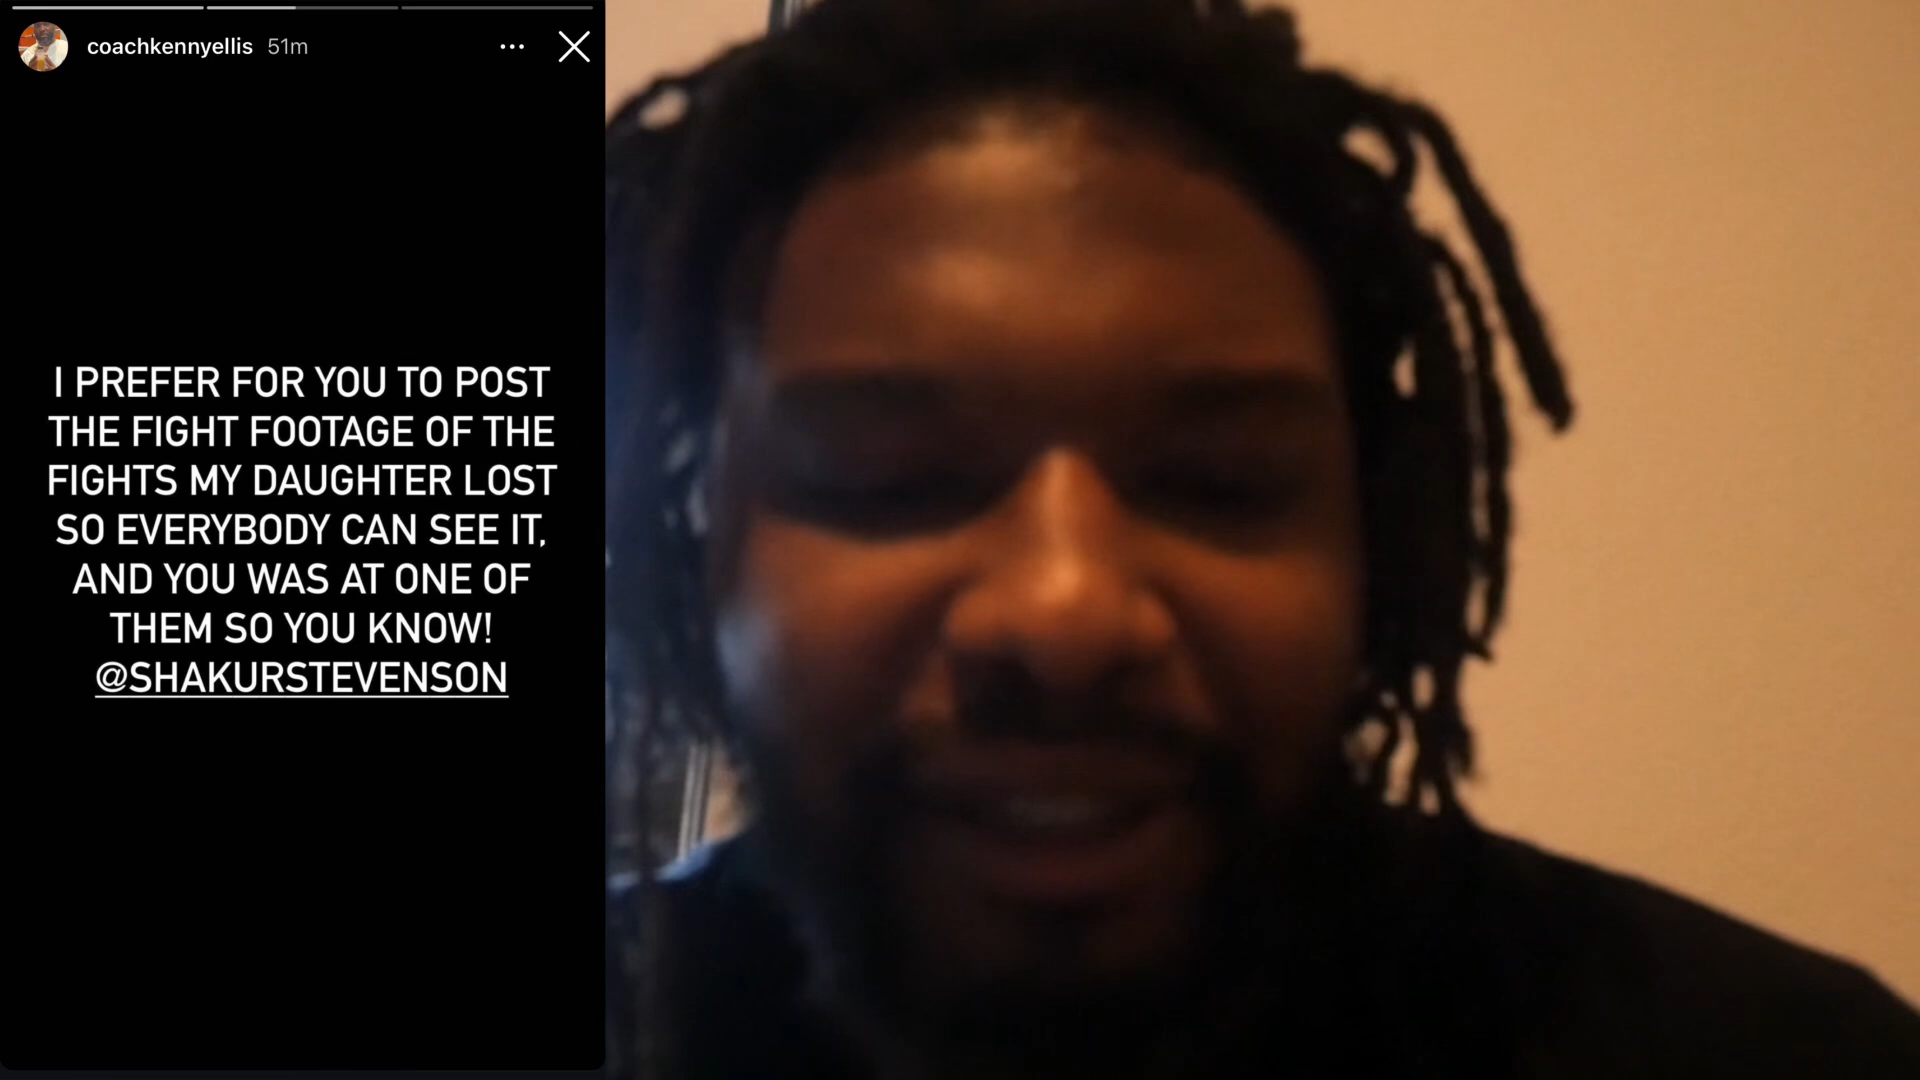 coachkennyellis 51m
I PREFER FOR YOU TO POST
THE FIGHT FOOTAGE OF THE
FIGHTS MY DAUGHTER LOST
SO EVERYBODY CAN SEE IT,
AND YOU WAS AT ONE OF
THEM SO YOU KNOW!
@SHAKURSTEVENSON